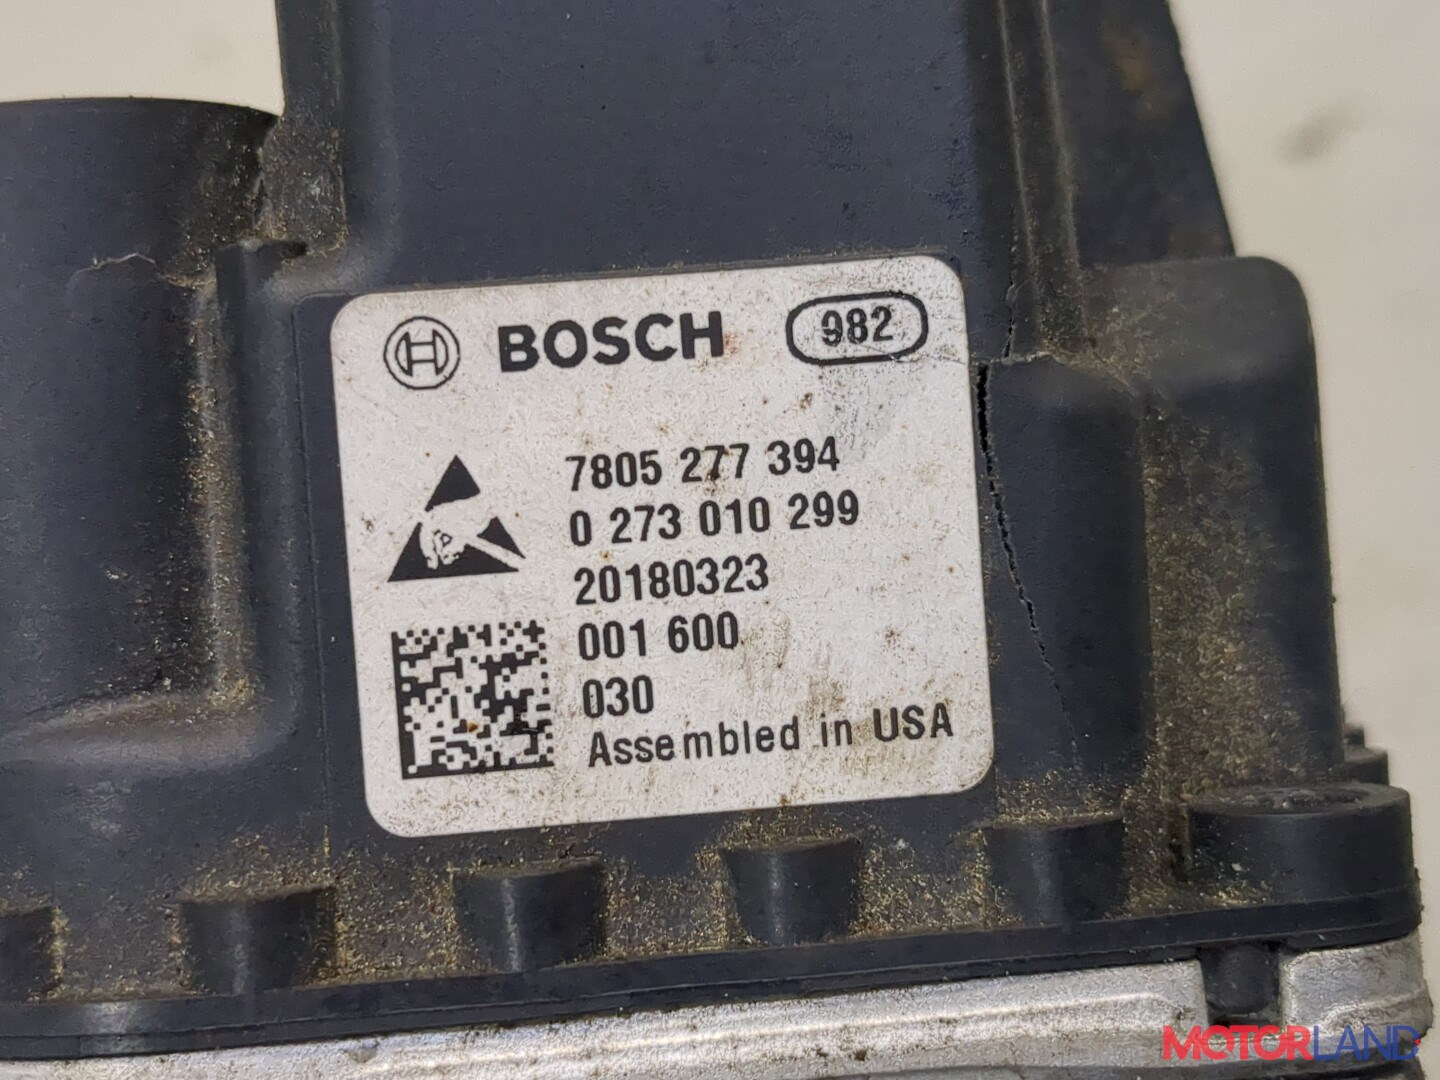 BOSCH 982
7805 277 394
0 273 010 299
20180323
001 600
030
Assembled in USA
MOTORLAND